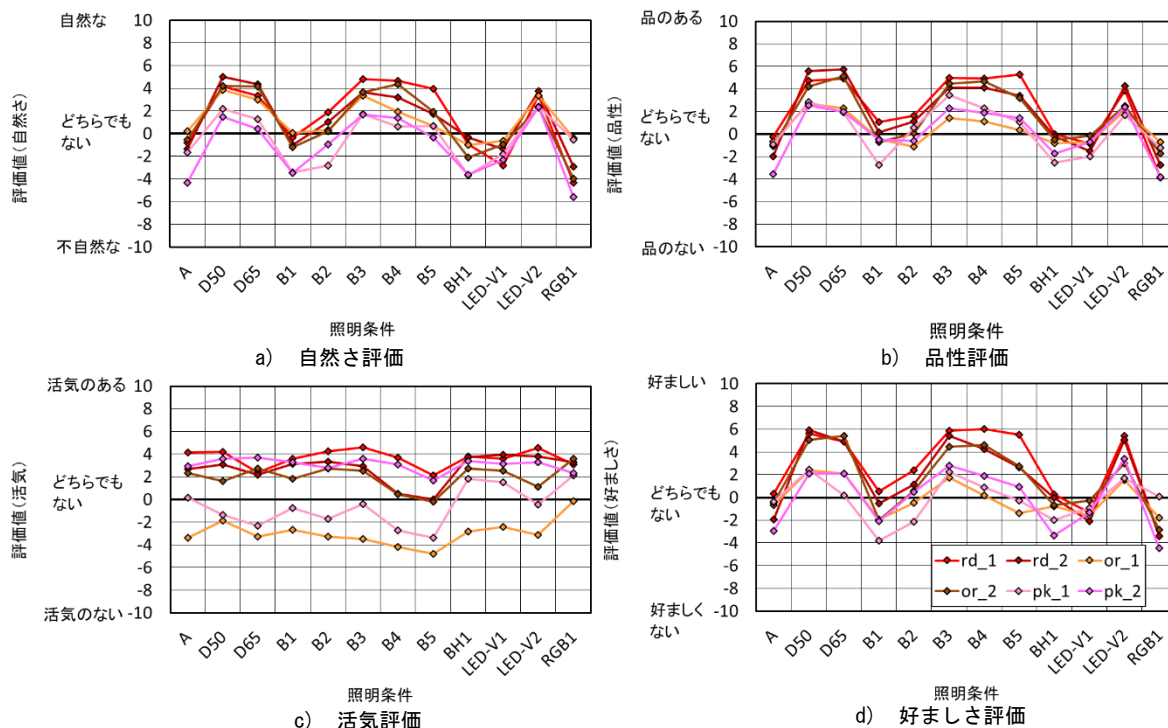 自然な
10
8
6
4
2
どちらでも
ない
0
-2
-4
-6
-8
不自然な
-10
評価値(自然さ)
A
D50
D65
B1
B2
B3
B4
B5
BH1
LED-V1
LED-V2
RGB1
照明条件
a) 自然さ評価
品のある
10
8
6
4
2
どちらでも
ない
0
-2
-4
-6
-8
品のない
-10
評価値(品性)
A
D50
D65
B1
B2
B3
B4
B5
BH1
LED-V1
LED-V2
RGB1
照明条件
b) 品性評価
活気のある
10
8
6
4
2
どちらでも
ない
0
-2
-4
-6
-8
活気のない
-10
評価値(活気)
A
D50
D65
B1
B2
B3
B4
B5
BH1
LED-V1
LED-V2
RGB1
照明条件
c) 活気評価
好ましい
10
8
6
4
2
どちらでも
ない
0
-2
-4
-6
-8
好ましく
ない
-10
評価値(好ましさ)
rd_1 rd_2 or_1
or_2 pk_1 pk_2
A
D50
D65
B1
B2
B3
B4
B5
BH1
LED-V1
LED-V2
RGB1
照明条件
d) 好ましさ評価